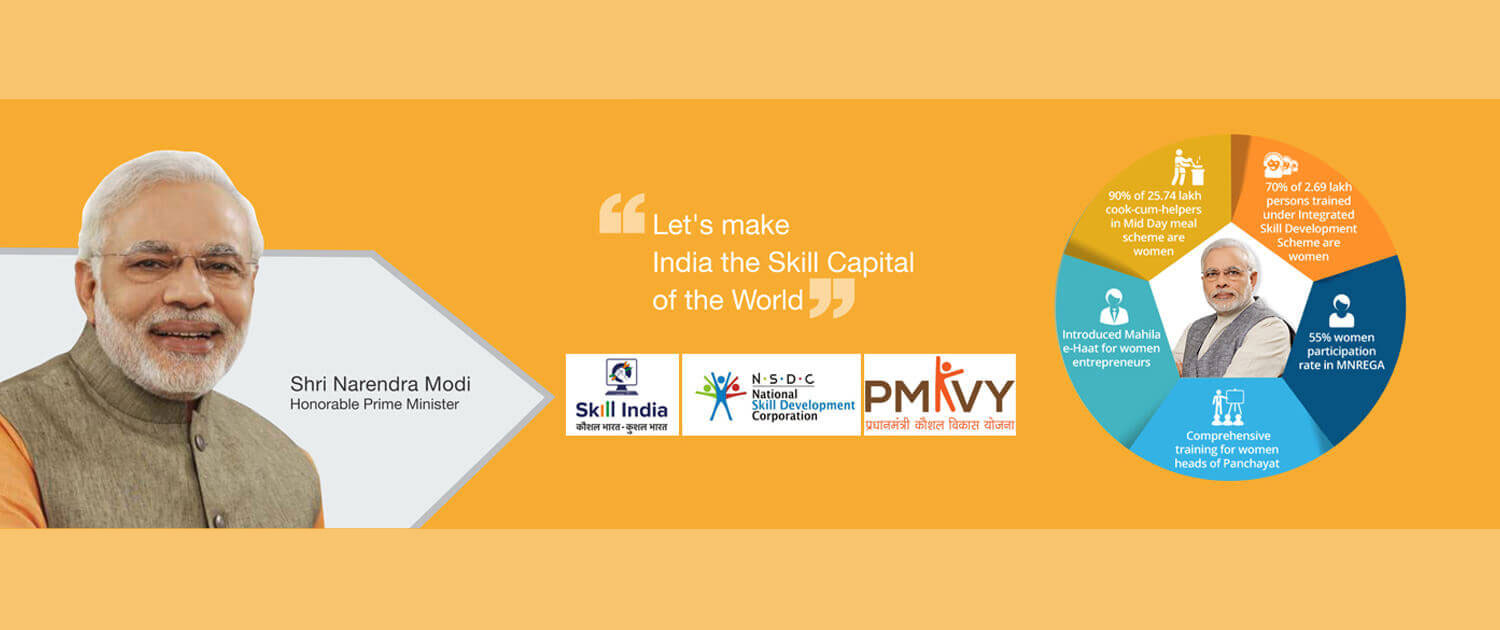 Shri Narendra Modi
Honorable Prime Minister
“ Let's make
India the Skill Capital
of the World ”
Skill India
कौशल भारत - कुशल भारत
N·S·D·C
National
Skill Development
Corporation
PMKVY
प्रधानमंत्री कौशल विकास योजना
90% of 25.74 lakh
cook-cum-helpers
in Mid Day meal
scheme are
women
70% of 2.69 lakh
persons trained
under Integrated
Skill Development
Scheme are
women
Introduced Mahila
e-Haat for women
entrepreneurs
55% women
participation
rate in MNREGA
Comprehensive
training for women
heads of Panchayat